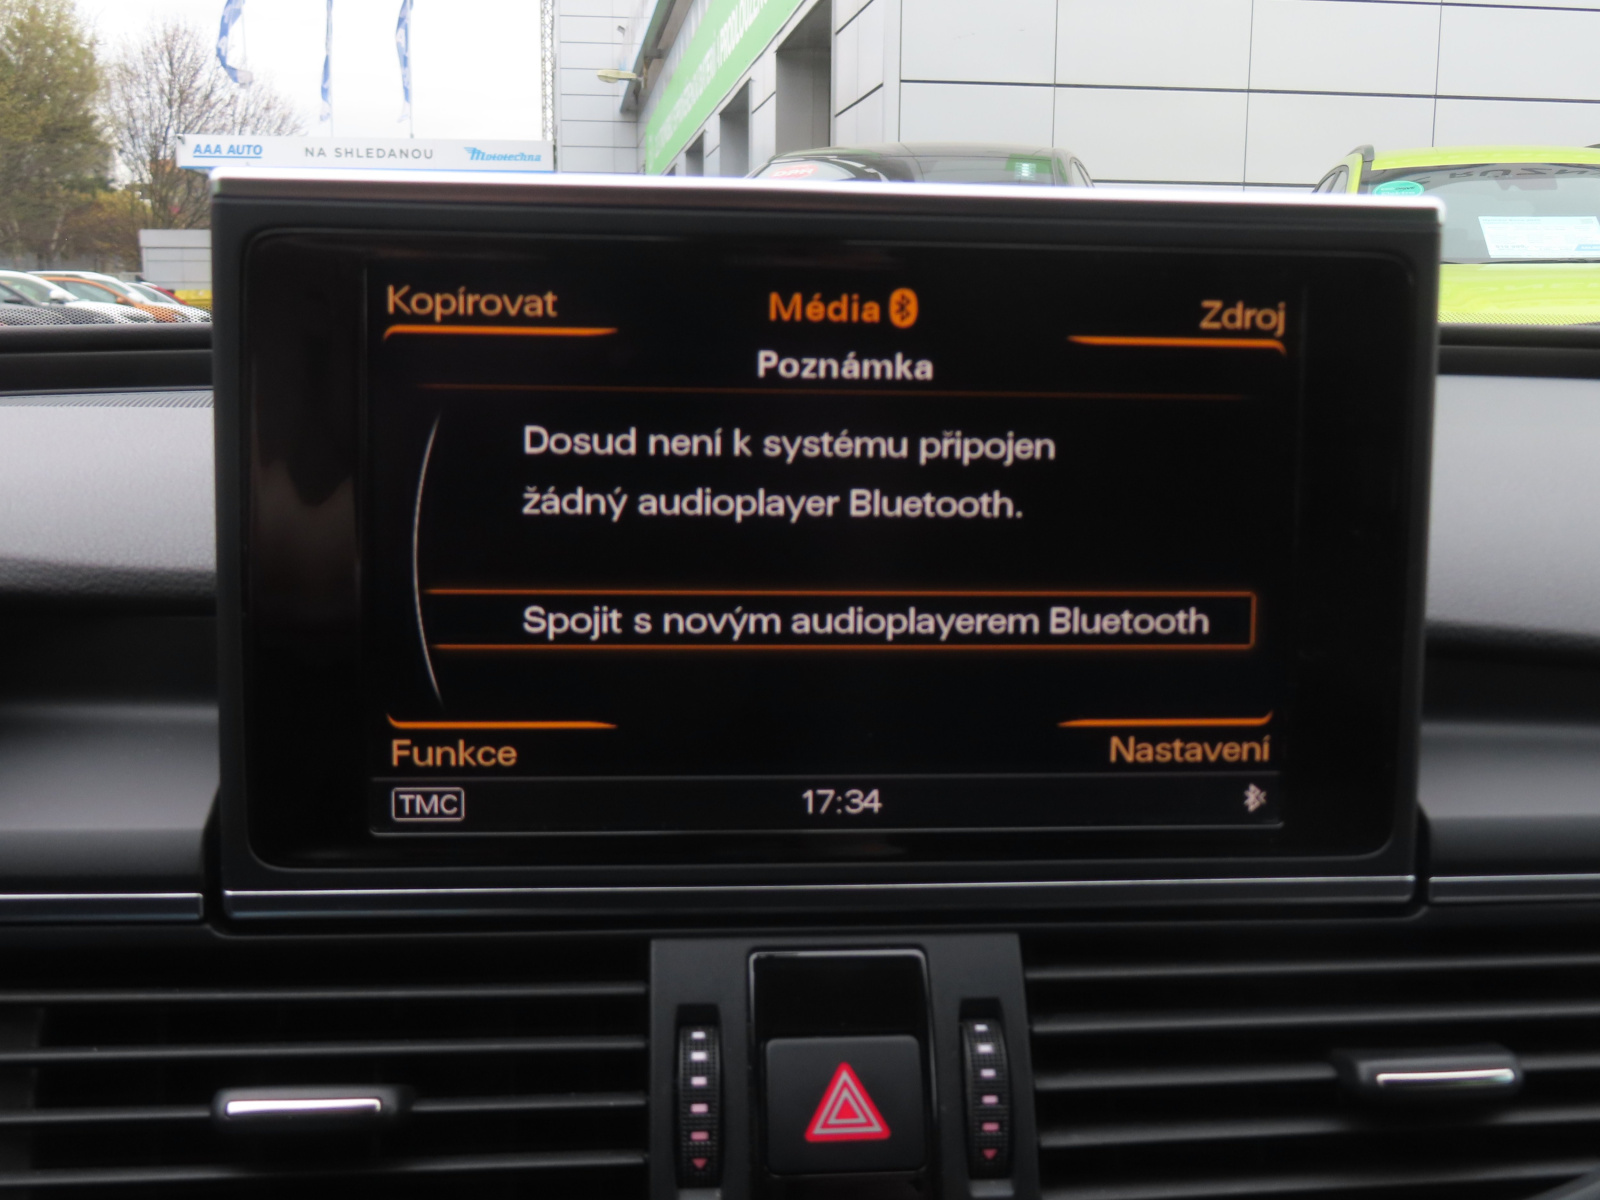 AAA AUTO
NA SHLEDANOU
Mototechna
Kopírovat
Média
Zdroj
Poznámka
Dosud není k systému připojen
žádný audioplayer Bluetooth.
Spojit s novým audioplayerem Bluetooth
Funkce
Nastavení
TMC
17:34